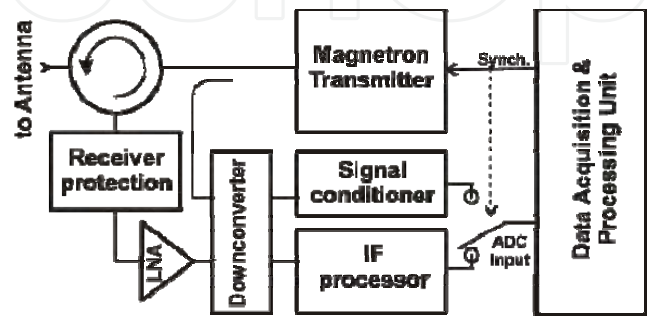 to Antenna
Magnetron
Transmitter
Synch.
Data Acquisition &
Processing Unit
Receiver
protection
Signal
conditioner
Downconverter
LNA
IF
processor
ADC
Input